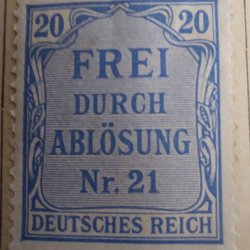 20 20
FREI
DURCH
ABLÖSUNG
Nr. 21
DEUTSCHES REICH